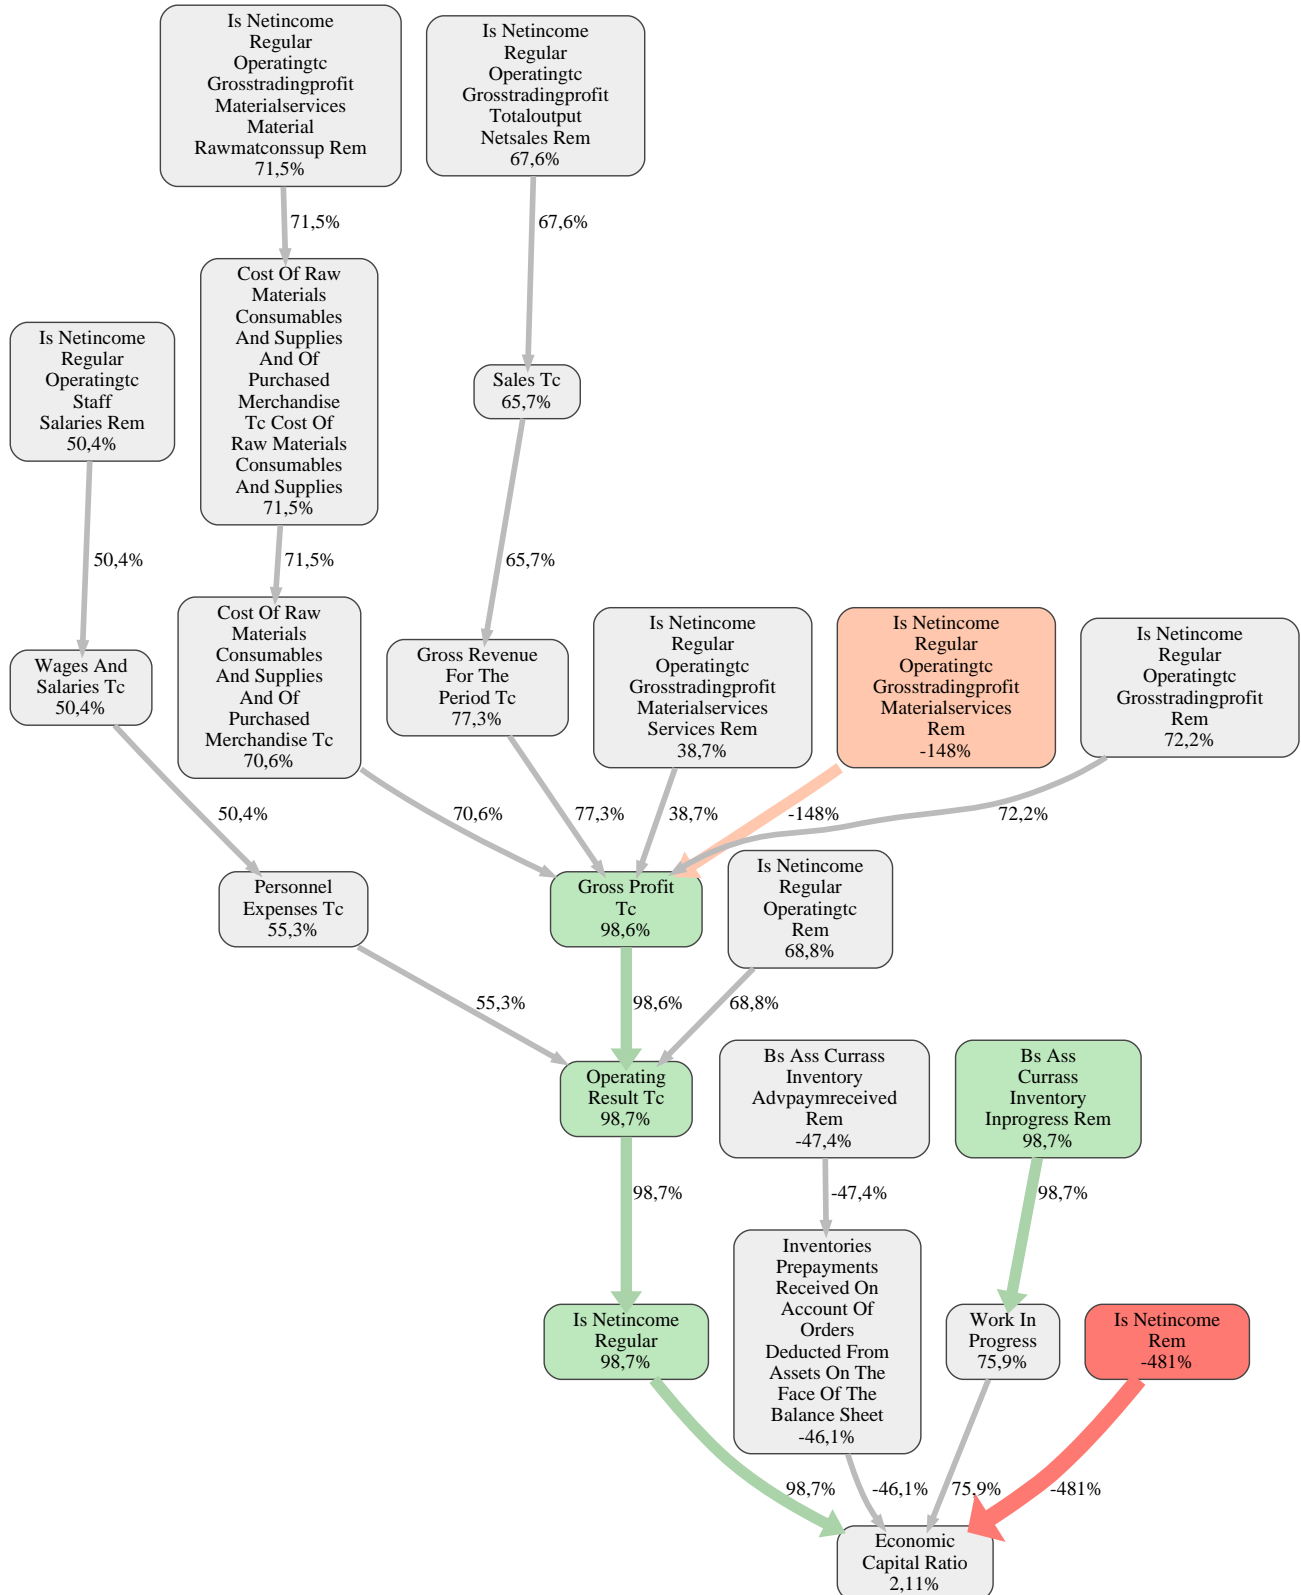 Is Netincome
Regular
Operatingtc
Grosstradingprofit
Materialservices
Material
Rawmatconssup Rem
71,5%
Is Netincome
Regular
Operatingtc
Grosstradingprofit
Totaloutput
Netsales Rem
67,6%
71,5%
67,6%
Cost Of Raw
Materials
Consumables
And Supplies
And Of
Purchased
Merchandise
Tc Cost Of
Raw Materials
Consumables
And Supplies
71,5%
Is Netincome
Regular
Operatingtc
Staff
Salaries Rem
50,4%
Sales Tc
65,7%
50,4%
71,5%
65,7%
Wages And
Salaries Tc
50,4%
Cost Of Raw
Materials
Consumables
And Supplies
And Of
Purchased
Merchandise Tc
70,6%
Gross Revenue
For The
Period Tc
77,3%
Is Netincome
Regular
Operatingtc
Grosstradingprofit
Materialservices
Services Rem
38,7%
Is Netincome
Regular
Operatingtc
Grosstradingprofit
Materialservices
Rem
-148%
Is Netincome
Regular
Operatingtc
Grosstradingprofit
Rem
72,2%
50,4%
70,6%
77,3%
38,7%
-148%
72,2%
Personnel
Expenses Tc
55,3%
Gross Profit
Tc
98,6%
Is Netincome
Regular
Operatingtc
Rem
68,8%
55,3%
98,6%
68,8%
Operating
Result Tc
98,7%
Bs Ass Currass
Inventory
Advpaymreceived
Rem
-47,4%
Bs Ass
Currass
Inventory
Inprogress Rem
98,7%
98,7%
-47,4%
98,7%
Is Netincome
Regular
98,7%
Inventories
Prepayments
Received On
Account Of
Orders
Deducted From
Assets On The
Face Of The
Balance Sheet
-46,1%
Work In
Progress
75,9%
Is Netincome
Rem
-481%
98,7%
-46,1%
75,9%
-481%
Economic
Capital Ratio
2,11%